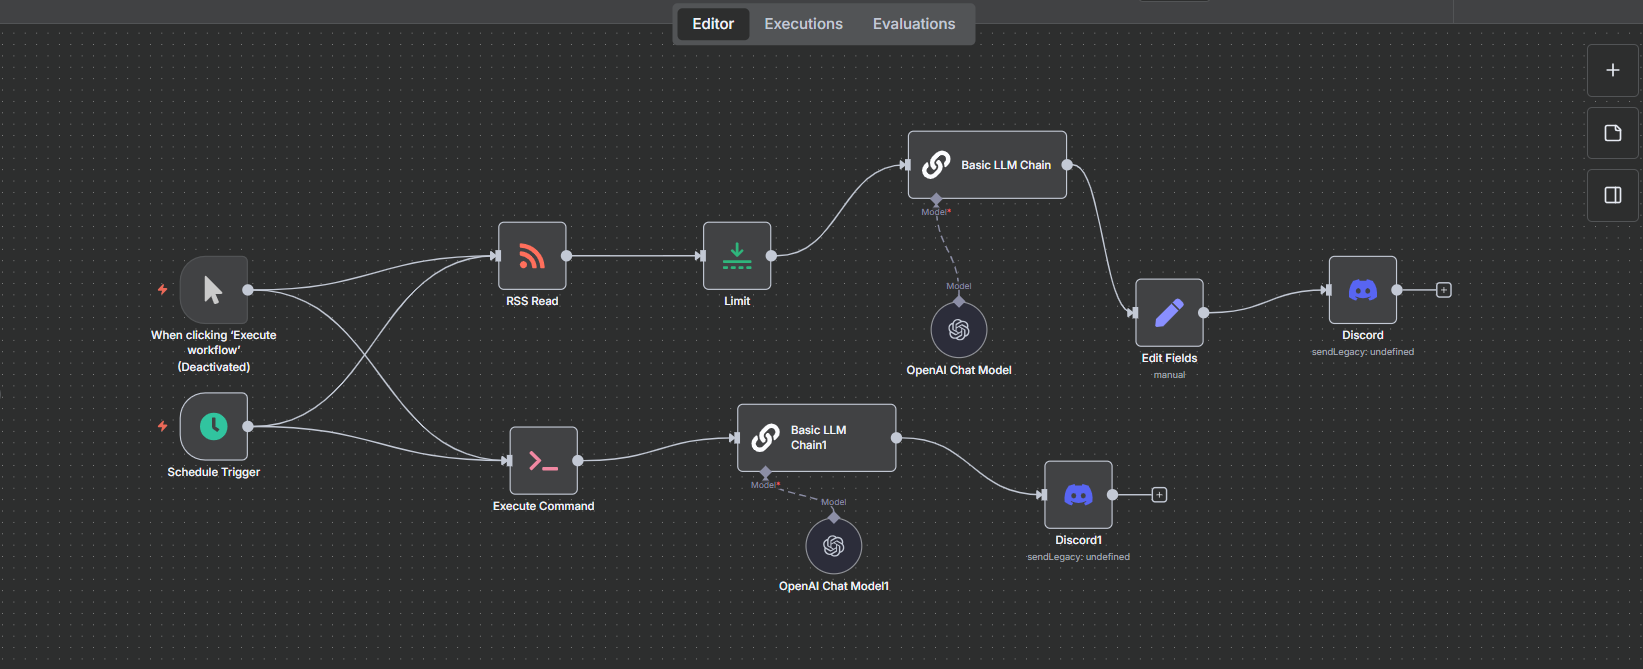 Editor
Executions
Evaluations
Basic LLM Chain
Model*
Model
OpenAI Chat Model
RSS Read
Limit
When clicking ‘Execute
workflow’
(Deactivated)
Edit Fields
manual
Discord
sendLegacy: undefined
Schedule Trigger
Execute Command
Basic LLM
Chain1
Model*
Model
OpenAI Chat Model1
Discord1
sendLegacy: undefined